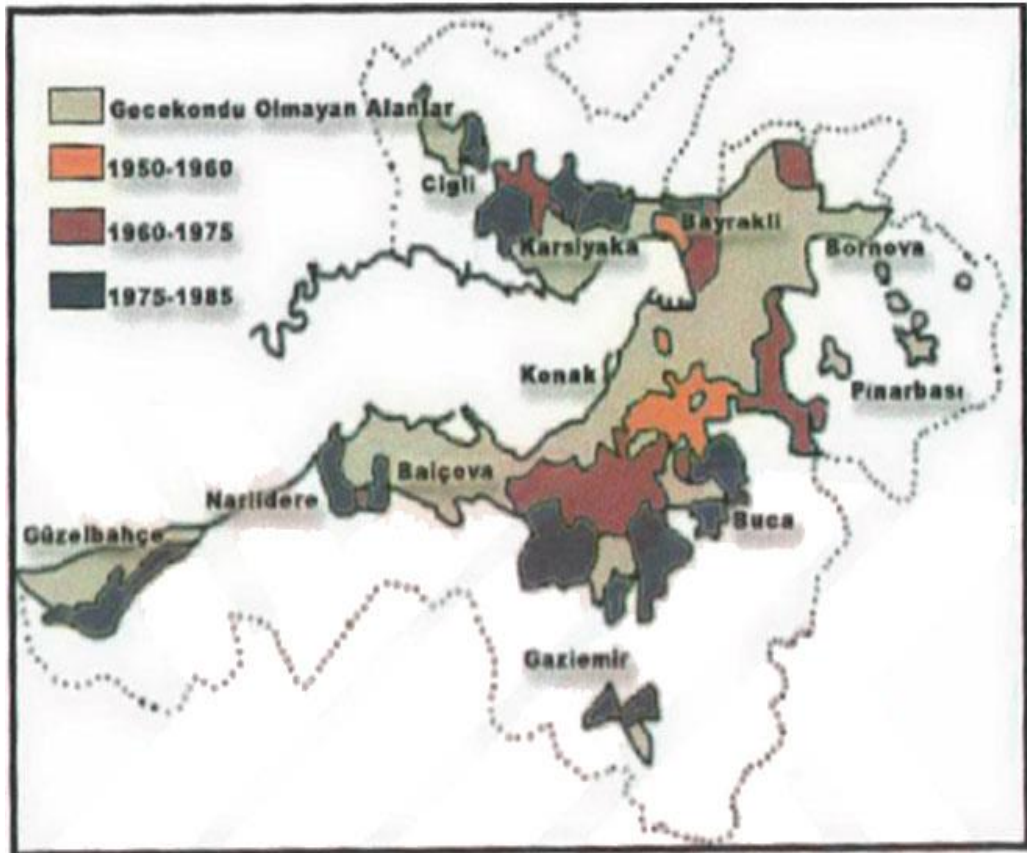 Gecekondu Olmayan Alanlar
1950-1960
1960-1975
1975-1985
Cigli
Karsiyaka
Bayrakli
Bornova
Konak
Pınarbası
Balçova
Narlidere
Buca
Güzelbahçe
Gaziemir